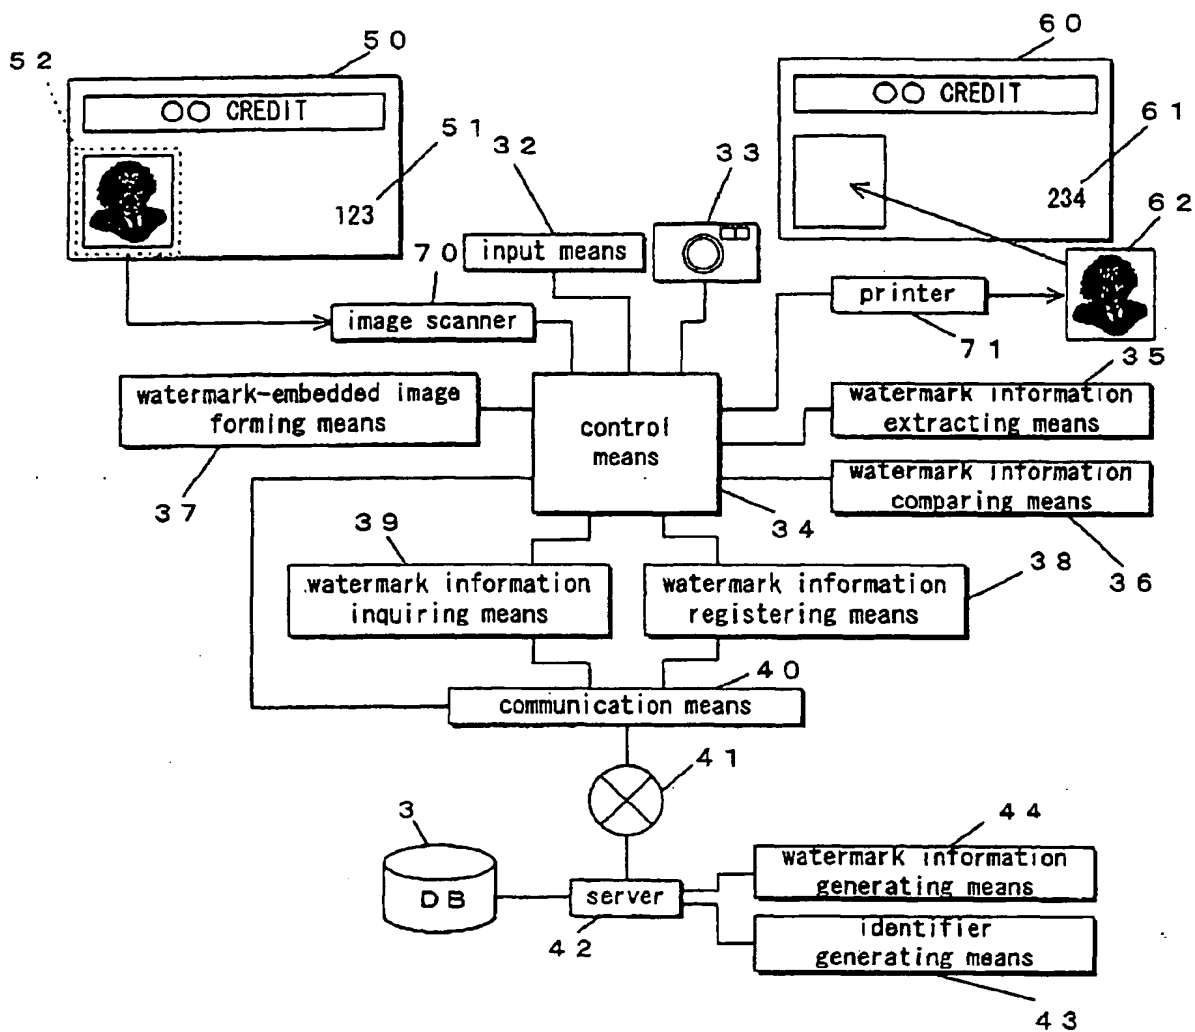 50
60
52
○○ CREDIT
○○ CREDIT
51
61
32
33
123
234
62
70
input means
printer
image scanner
71
35
watermark-embedded image
forming means
control
means
watermark information
extracting means
watermark information
comparing means
37
39
34
36
38
watermark information
inquiring means
watermark information
registering means
40
communication means
41
3
44
DB
server
watermark information
generating means
42
identifier
generating means
43